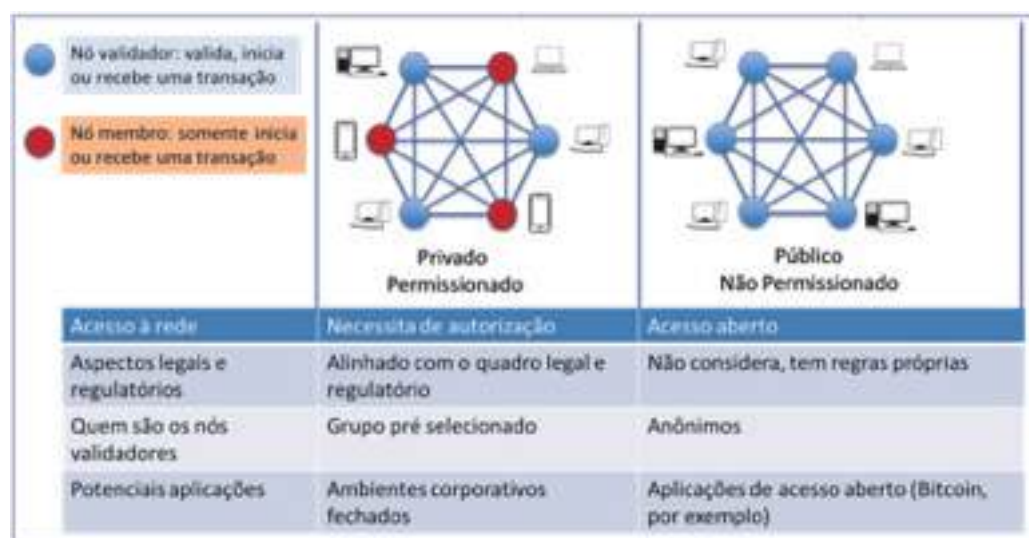 Nó validador: valida, inicia
ou recebe uma transação
Nó membro: somente inicia
ou recebe uma transação
Privado
Permissionado
Público
Não Permissionado
Acesso à rede
Necessita de autorização
Acesso aberto
Aspectos legais e
regulatórios
Alinhado com o quadro legal e
regulatório
Não considera, tem regras próprias
Quem são os nós
validadores
Grupo pré selecionado
Anônimos
Potenciais aplicações
Ambientes corporativos
fechados
Aplicações de acesso aberto (Bitcoin,
por exemplo)